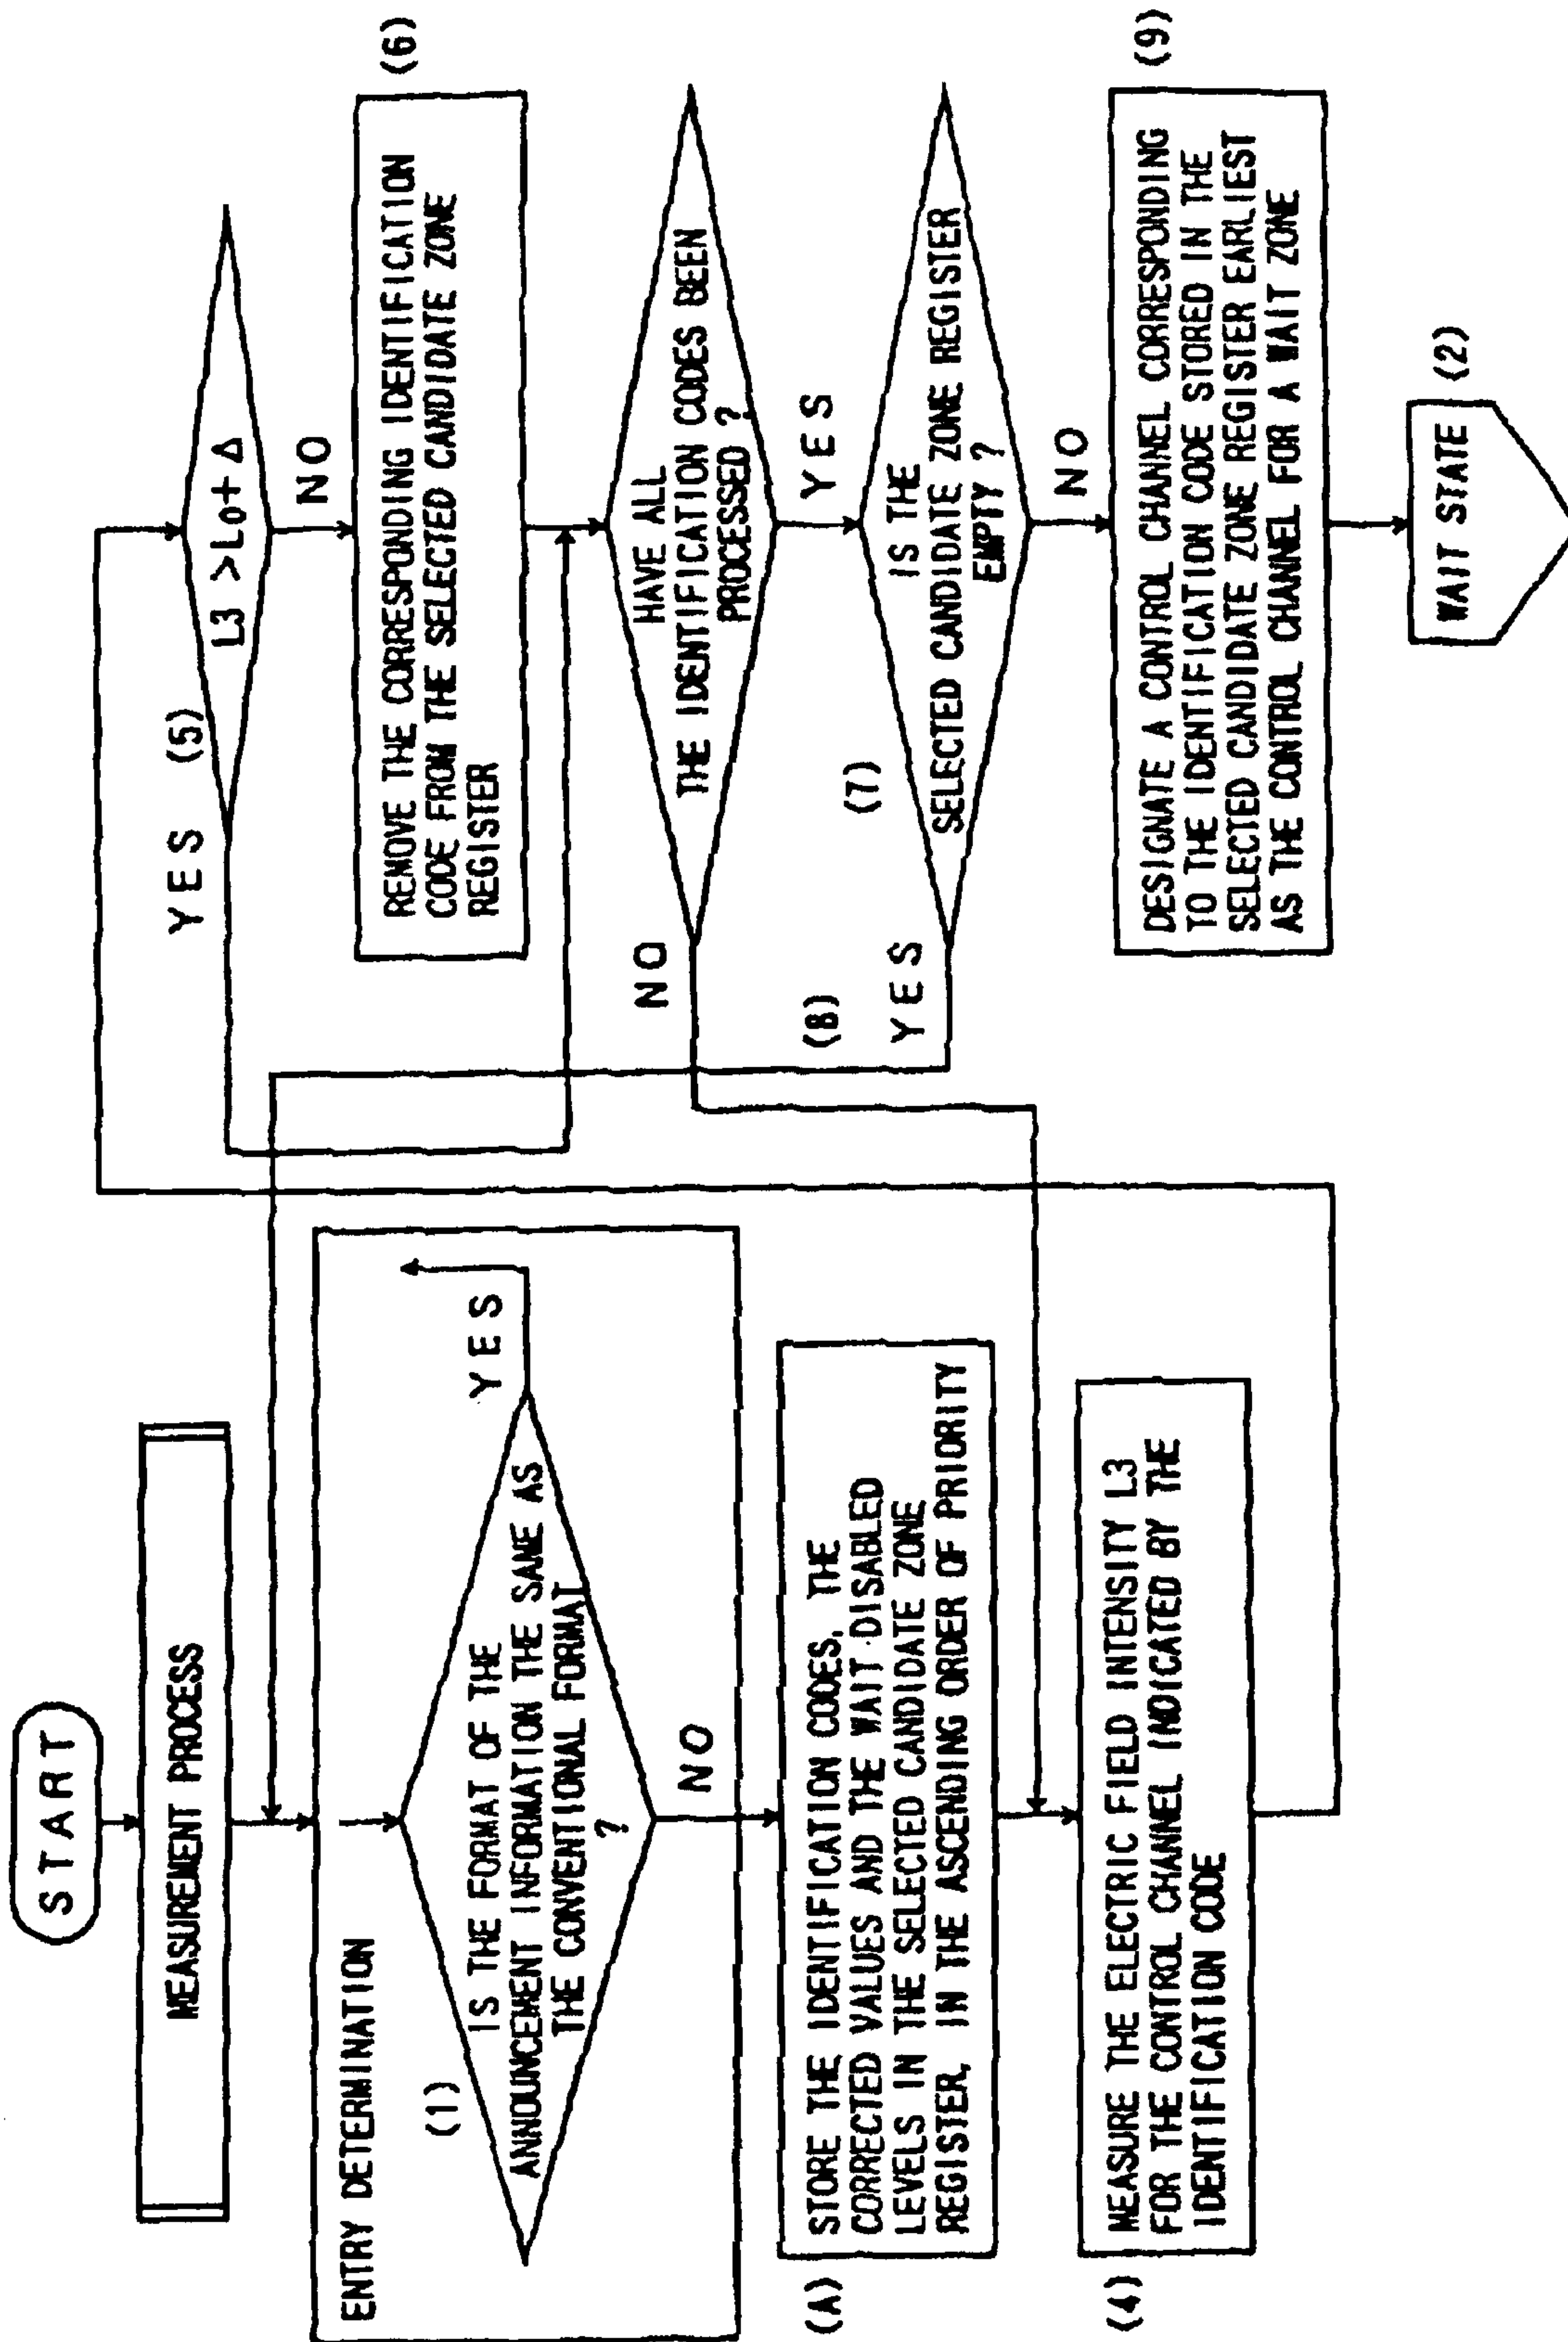 START
MEASUREMENT PROCESS
ENTRY DETERMINATION
(1)
IS THE FORMAT OF THE
ANNOUNCEMENT INFORMATION THE SAME AS
THE CONVENTIONAL FORMAT
?
YES
NO
(A)
STORE THE IDENTIFICATION CODES, THE
CORRECTED VALUES AND THE WAIT DISABLED
LEVELS IN THE SELECTED CANDIDATE ZONE
REGISTER, IN THE ASCENDING ORDER OF PRIORITY
(4)
MEASURE THE ELECTRIC FIELD INTENSITY L3
FOR THE CONTROL CHANNEL INDICATED BY THE
IDENTIFICATION CODE
YES (5)
L3 >Lo+ Δ
NO
(6)
REMOVE THE CORRESPONDING IDENTIFICATION
CODE FROM THE SELECTED CANDIDATE ZONE
REGISTER
HAVE ALL
THE IDENTIFICATION CODES BEEN
PROCESSED ?
NO
YES
(8)
(7)
YES
IS THE
SELECTED CANDIDATE ZONE REGISTER
EMPTY ?
NO
(9)
DESIGNATE A CONTROL CHANNEL CORRESPONDING
TO THE IDENTIFICATION CODE STORED IN THE
SELECTED CANDIDATE ZONE REGISTER EARLIEST
AS THE CONTROL CHANNEL FOR A WAIT ZONE
WAIT STATE (2)